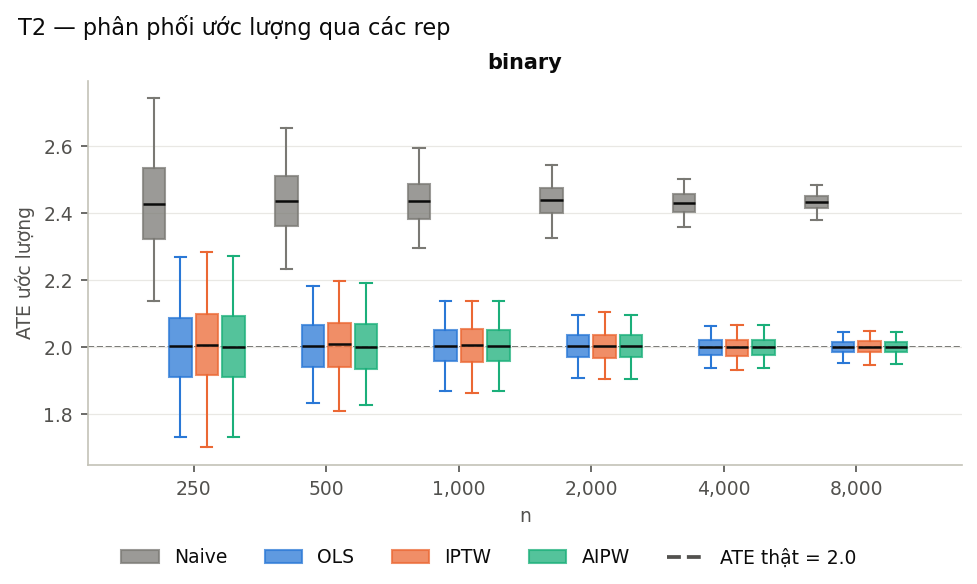 T2 — phân phối ước lượng qua các rep
binary
ATE ước lượng
2.6
2.4
2.2
2.0
1.8
250 500 1,000 2,000 4,000 8,000
n
Naive OLS IPTW AIPW ATE thật = 2.0